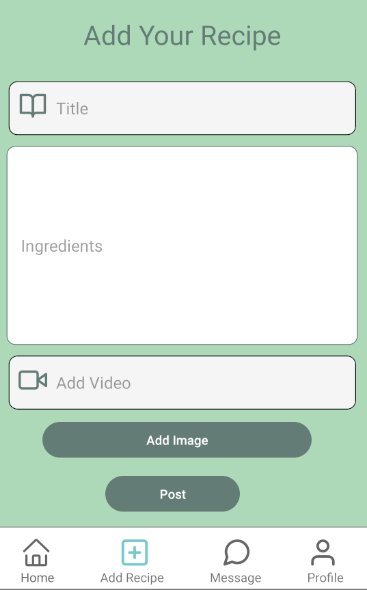 Add Your Recipe
Title
Ingredients
Add Video
Add Image
Post
Home
Add Recipe
Message
Profile